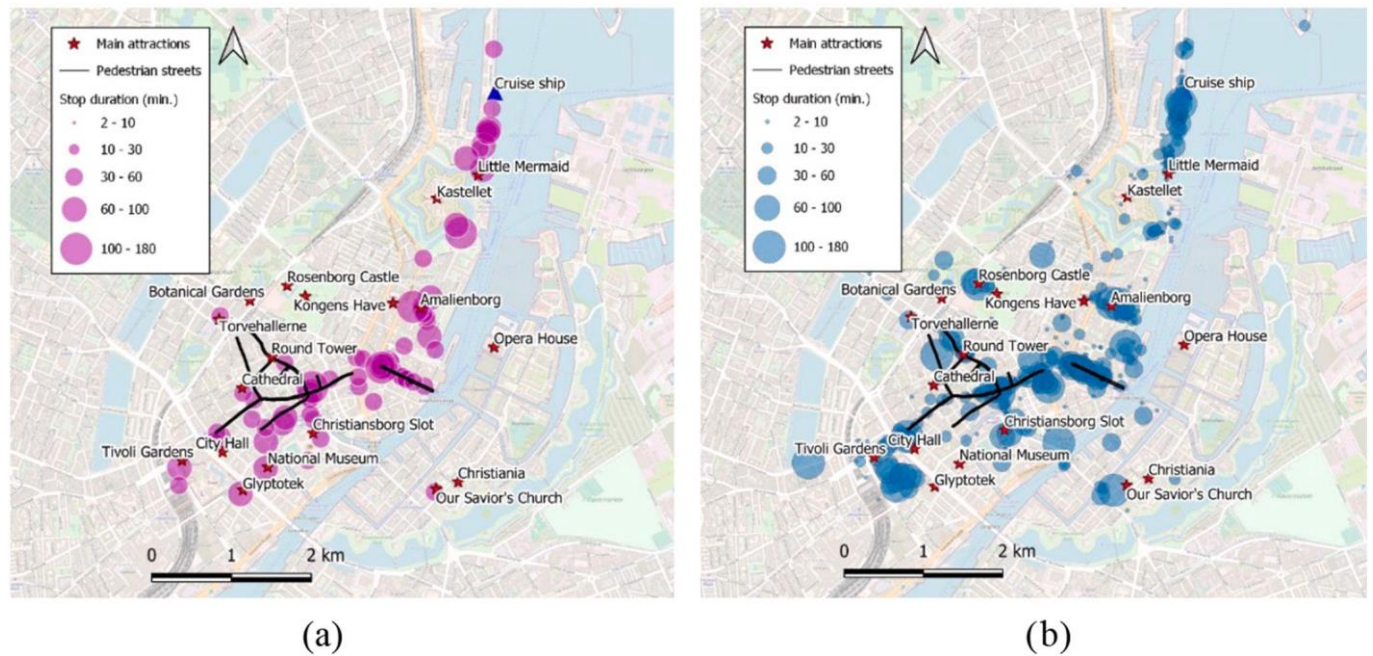 Main attractions
Pedestrian streets
Stop duration (min.)
2 - 10
10 - 30
30 - 60
60 - 100
100 - 180
Cruise ship
Little Mermaid
Kastellet
Rosenborg Castle
Botanical Gardens
Kongens Have
Amalienborg
Torvehallerne
Round Tower
Opera House
Cathedral
Christiansborg Slot
City Hall
Tivoli Gardens
National Museum
Christiania
Glyptotek
Our Savior's Church
0 1 2 km
(a)
Main attractions
Pedestrian streets
Stop duration (min.)
2 - 10
10 - 30
30 - 60
60 - 100
100 - 180
Cruise ship
Little Mermaid
Kastellet
Rosenborg Castle
Botanical Gardens
Kongens Have
Amalienborg
Torvehallerne
Round Tower
Opera House
Cathedral
Christiansborg Slot
City Hall
Tivoli Gardens
National Museum
Christiania
Glyptotek
Our Savior's Church
0 1 2 km
(b)